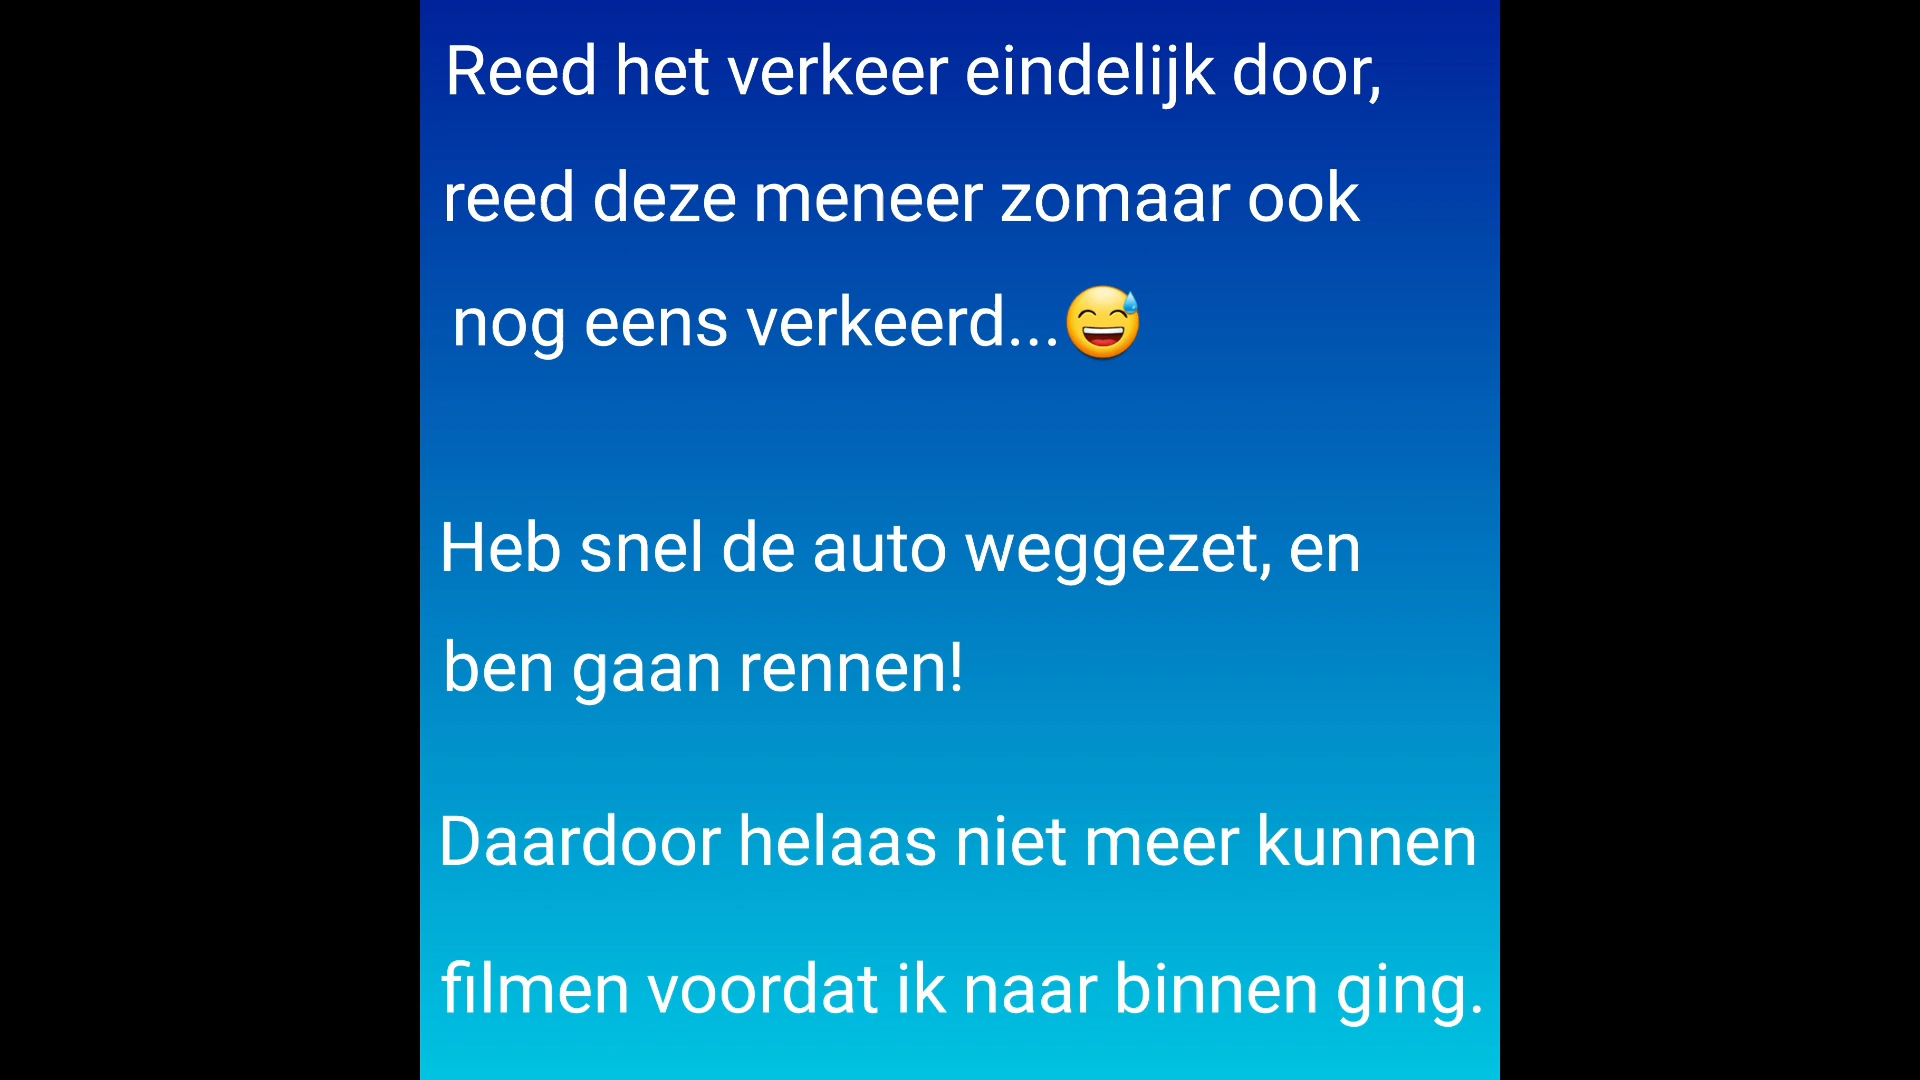 Reed het verkeer eindelijk door,
reed deze meneer zomaar ook
nog eens verkeerd...😅
Heb snel de auto weggezet, en
ben gaan rennen!
Daardoor helaas niet meer kunnen
filmen voordat ik naar binnen ging.